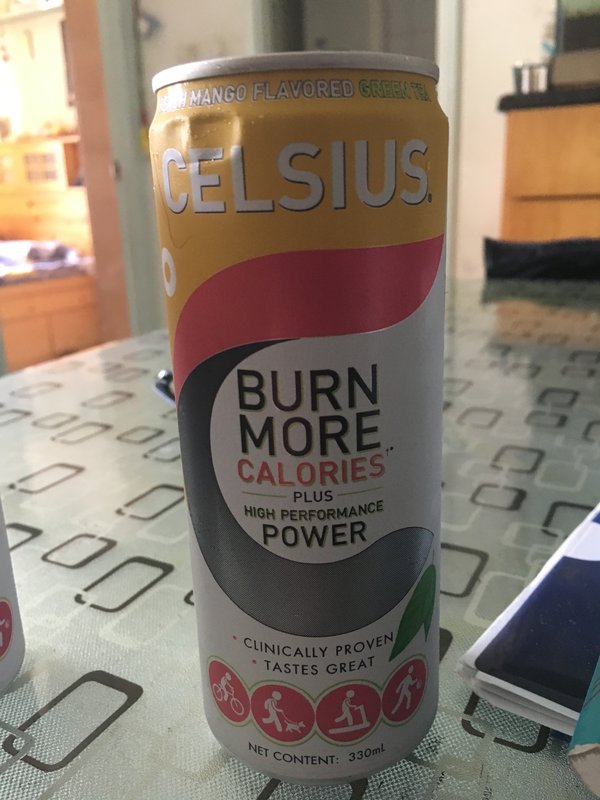 MANGO FLAVORED GREEN TEA
CELSIUS®
BURN
MORE
CALORIES†*
PLUS
HIGH PERFORMANCE
POWER
* CLINICALLY PROVEN
* TASTES GREAT
NET CONTENT: 330mL